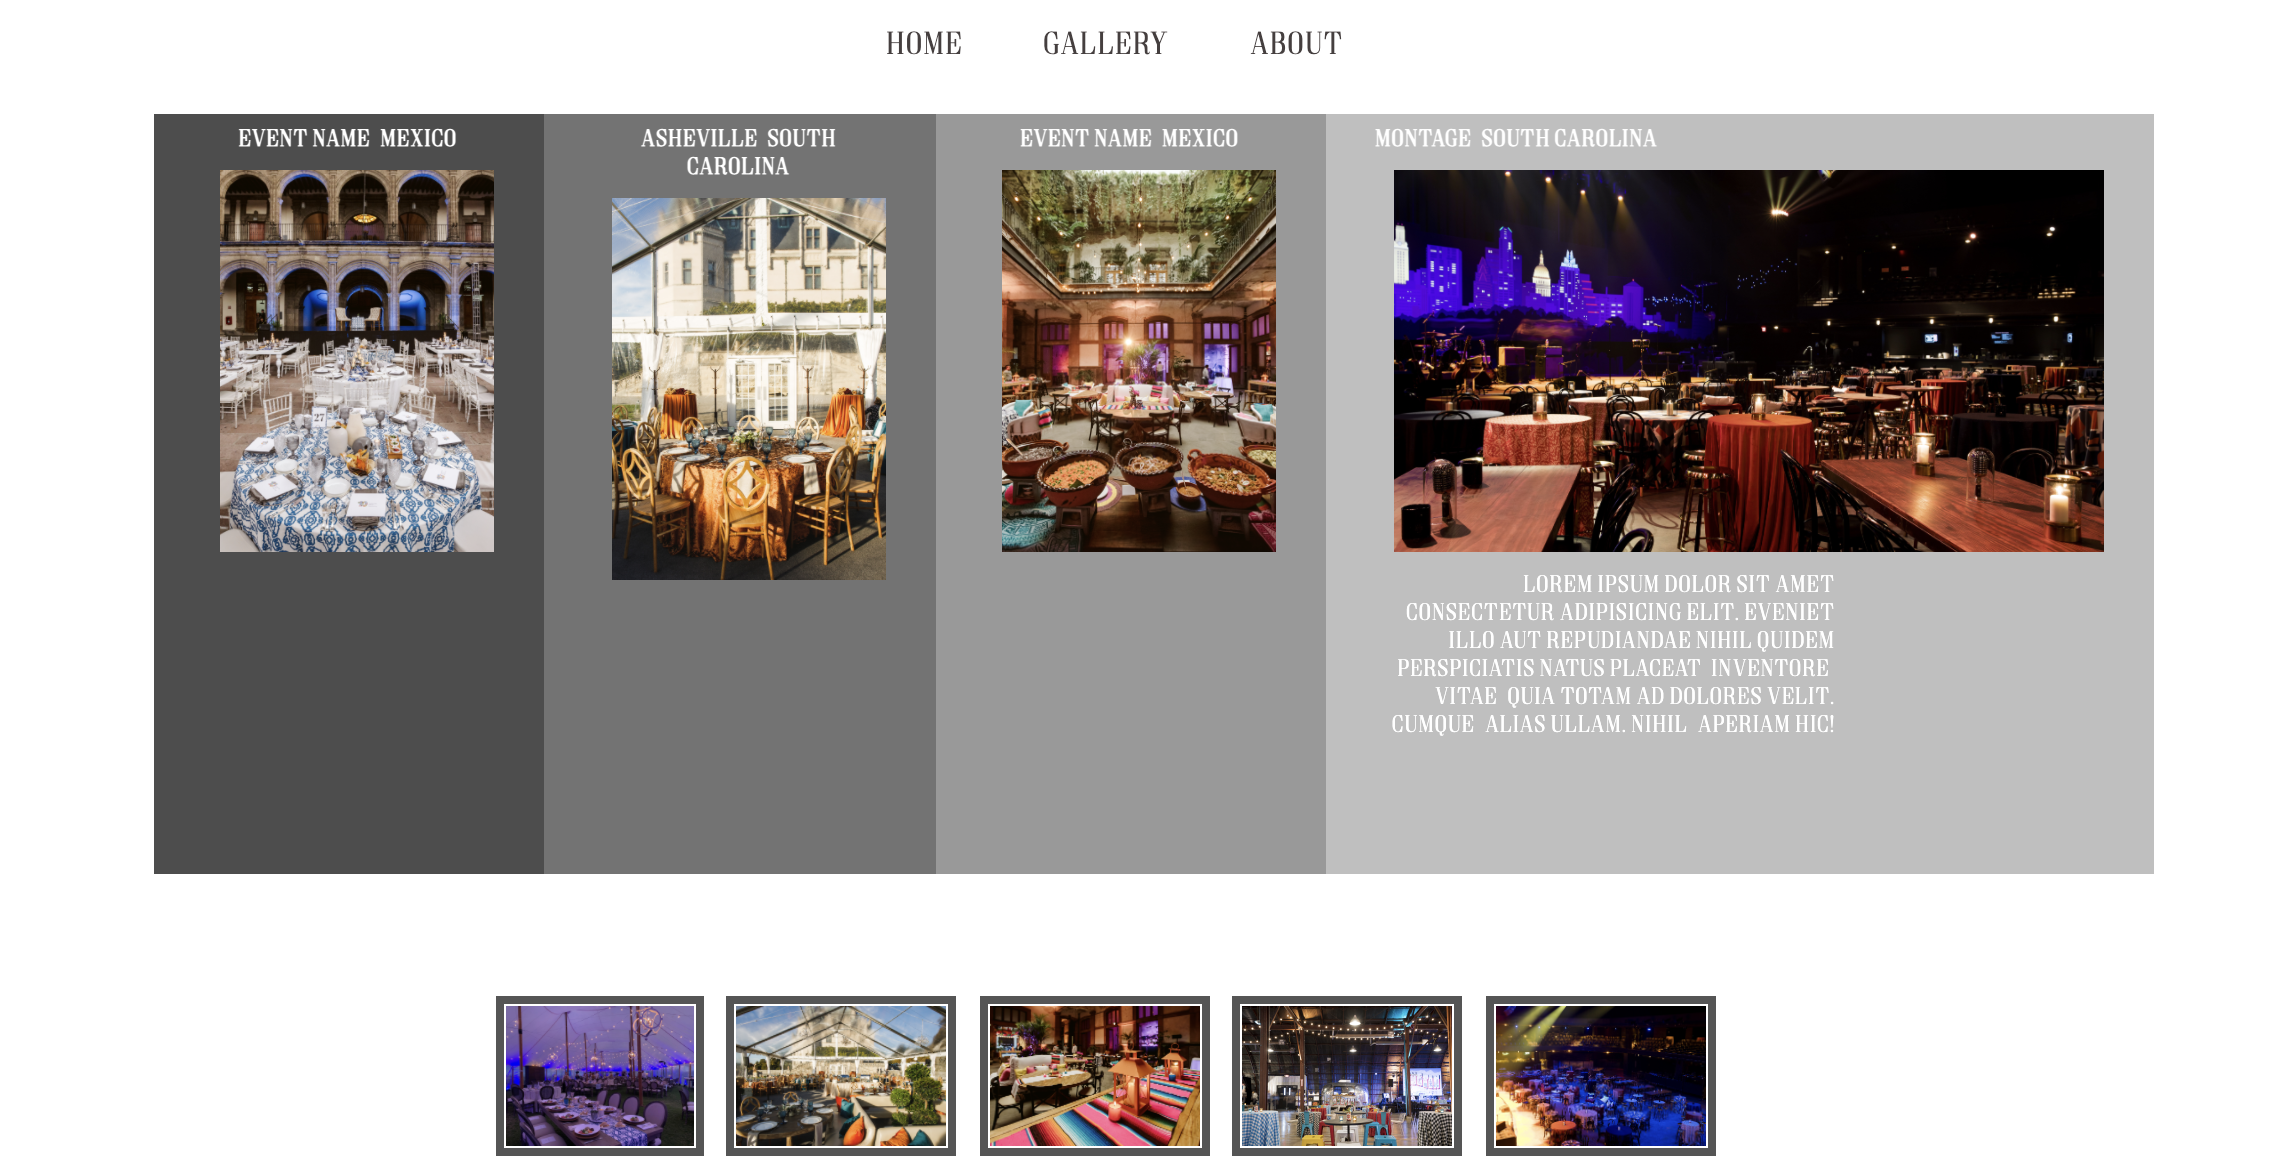 HOME GALLERY ABOUT
EVENT NAME MEXICO
ASHEVILLE SOUTH
CAROLINA
EVENT NAME MEXICO
MONTAGE SOUTH CAROLINA
27
LOREM IPSUM DOLOR SIT AMET
CONSECTETUR ADIPISICING ELIT. EVENIET
ILLO AUT REPUDIANDAE NIHIL QUIDEM
PERSPICIATIS NATUS PLACEAT INVENTORE
VITAE QUIA TOTAM AD DOLORES VELIT.
CUMQUE ALIAS ULLAM. NIHIL APERIAM HIC!